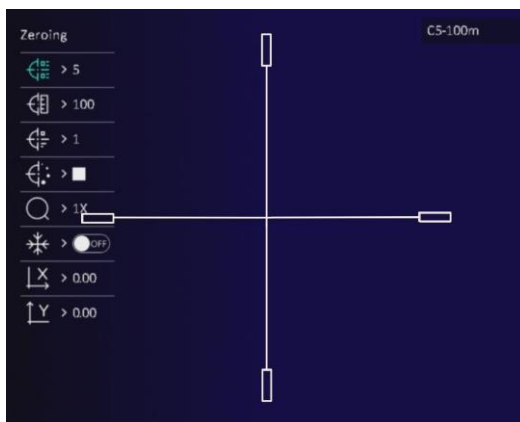 Zeroing
C5-100m
> 5
> 100
> 1
>
> 1X
> OFF
X > 0.00
Y > 0.00